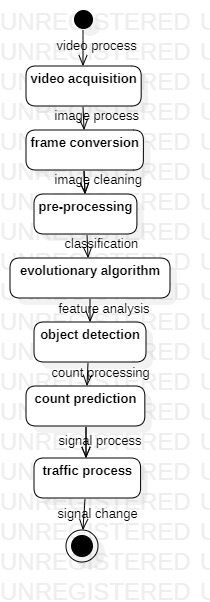 video process
video acquisition
image process
frame conversion
image cleaning
pre-processing
classification
evolutionary algorithm
feature analysis
object detection
count processing
count prediction
signal process
traffic process
signal change